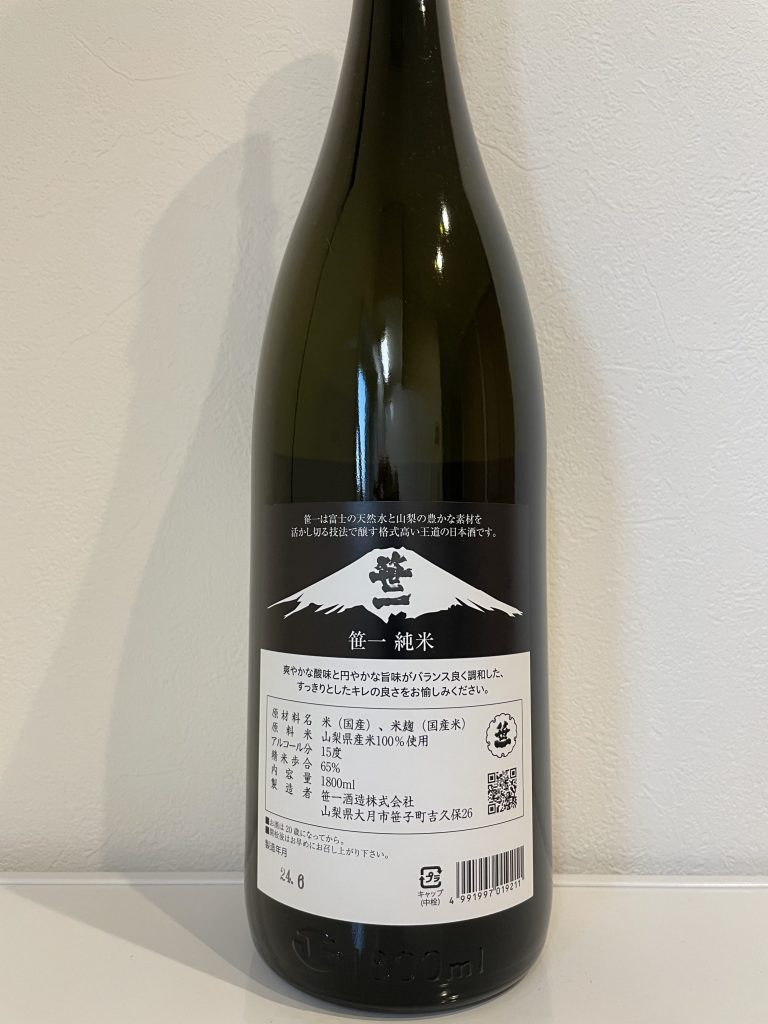 笹一は富士の天然水と山梨の豊かな素材を
活かし切る技法で醸す格式高い王道の日本酒です。
笹一
笹一 純米
爽やかな酸味と円やかな旨味がバランス良く調和した、
すっきりとしたキレの良さをお愉しみください。
原材料名 米（国産）、米麹（国産米）
原料米 山梨県産米100％使用
アルコール分 15度
精米歩合 65%
内容量 1800ml
製造者 笹一酒造株式会社
山梨県大月市笹子町吉久保26
笹一
■お酒は20歳になってから。
■開栓後はお早めにお召し上がり下さい。
製造年月
24.6
プラ
キャップ
(中栓)
4 991997 019211
1800ml